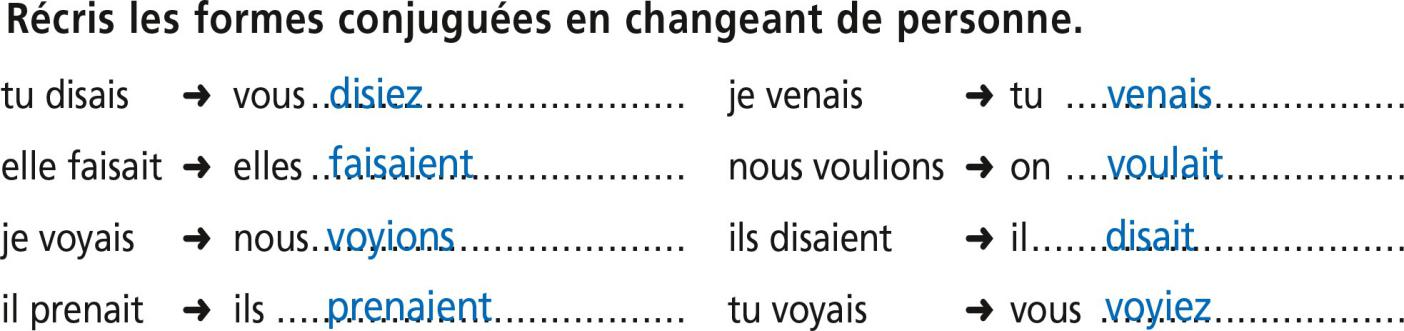 Récris les formes conjuguées en changeant de personne.
tu disais ➜ vous ..disiez........................... je venais ➜ tu ....venais....................
elle faisait ➜ elles ..faisaient....................... nous voulions ➜ on ....voulait...................
je voyais ➜ nous..voyions........................ ils disaient ➜ il........disait......................
il prenait ➜ ils .....prenaient...................... tu voyais ➜ vous ..voyiez....................